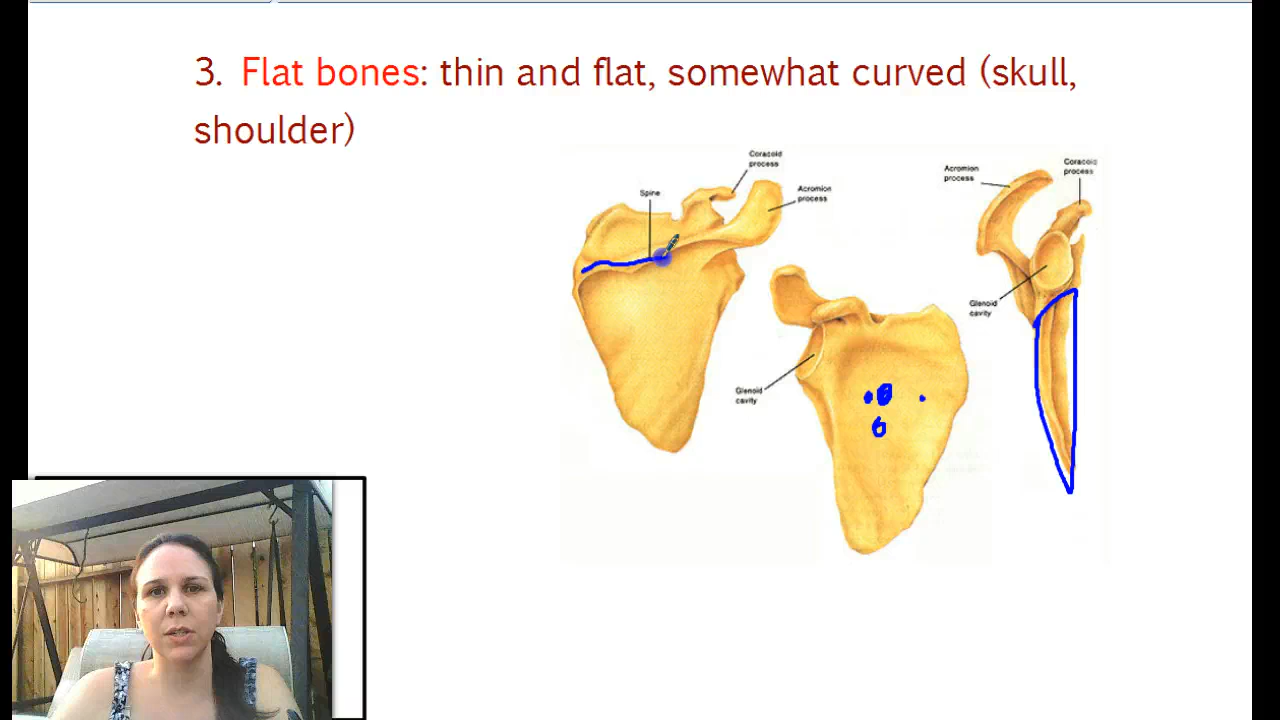 3. Flat bones: thin and flat, somewhat curved (skull,
shoulder)
Coracoid
process
Spine
Acromion
process
Glenoid
cavity
Acromion
process
Coracoid
process
Glenoid
cavity